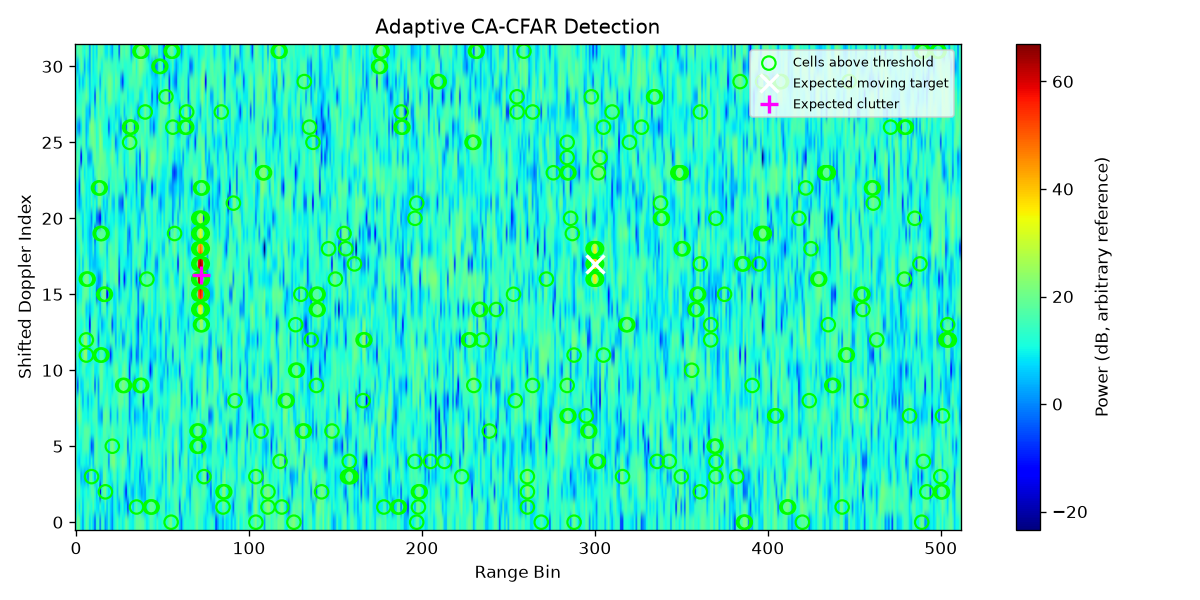 Adaptive CA-CFAR Detection
Shifted Doppler Index
30
25
20
15
10
5
0
0 100 200 300 400 500
Range Bin
Cells above threshold
Expected moving target
Expected clutter
60
40
20
0
−20
Power (dB, arbitrary reference)